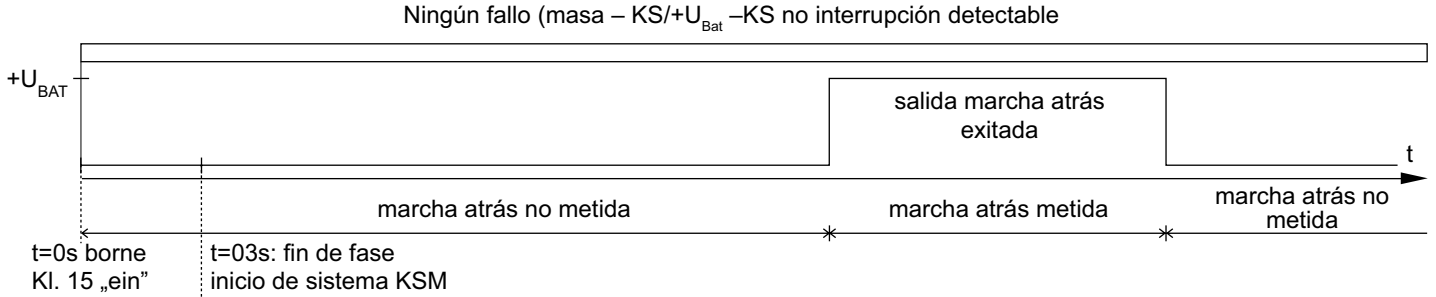 Ningún fallo (masa – KS/+U_Bat –KS no interrupción detectable
+U_BAT
salida marcha atrás
exitada
t
marcha atrás no metida
marcha atrás metida
marcha atrás no
metida
t=0s borne
Kl. 15 „ein”
t=03s: fin de fase
inicio de sistema KSM